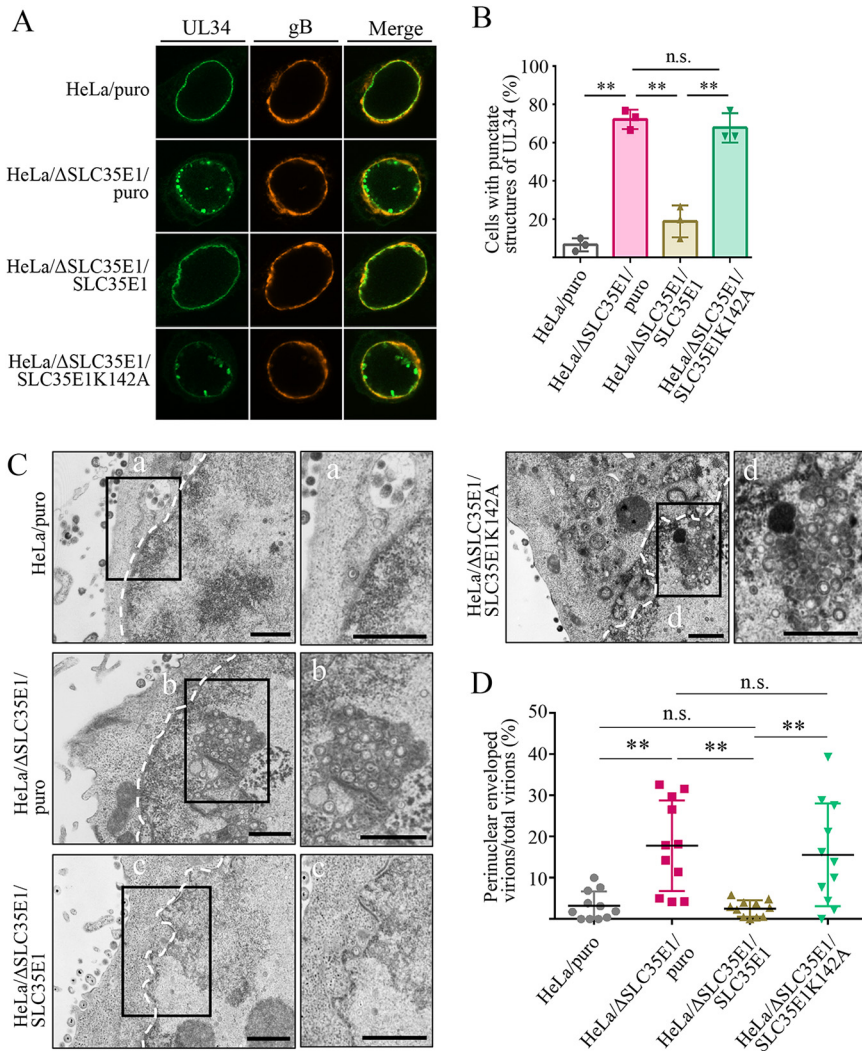 A
UL34
gB
Merge
HeLa/puro
HeLa/ΔSLC35E1/
puro
HeLa/ΔSLC35E1/
SLC35E1
HeLa/ΔSLC35E1/
SLC35E1K142A
B
Cells with punctate
structures of UL34 (%)
100
80
60
40
20
n.s.
** ** **
HeLa/puro
HeLa/ΔSLC35E1/
puro
HeLa/ΔSLC35E1/
SLC35E1
HeLa/ΔSLC35E1/
SLC35E1K142A
C
HeLa/puro
a
a
HeLa/ΔSLC35E1/
puro
b
b
HeLa/ΔSLC35E1/
SLC35E1
c
c
HeLa/ΔSLC35E1/
SLC35E1K142A
d
d
D
Perimuclear enveloped
virions/total virions (%)
50
40
30
20
10
0
n.s.
n.s.
** ** **
HeLa/puro
HeLa/ΔSLC35E1/
puro
HeLa/ΔSLC35E1/
SLC35E1
HeLa/ΔSLC35E1/
SLC35E1K142A